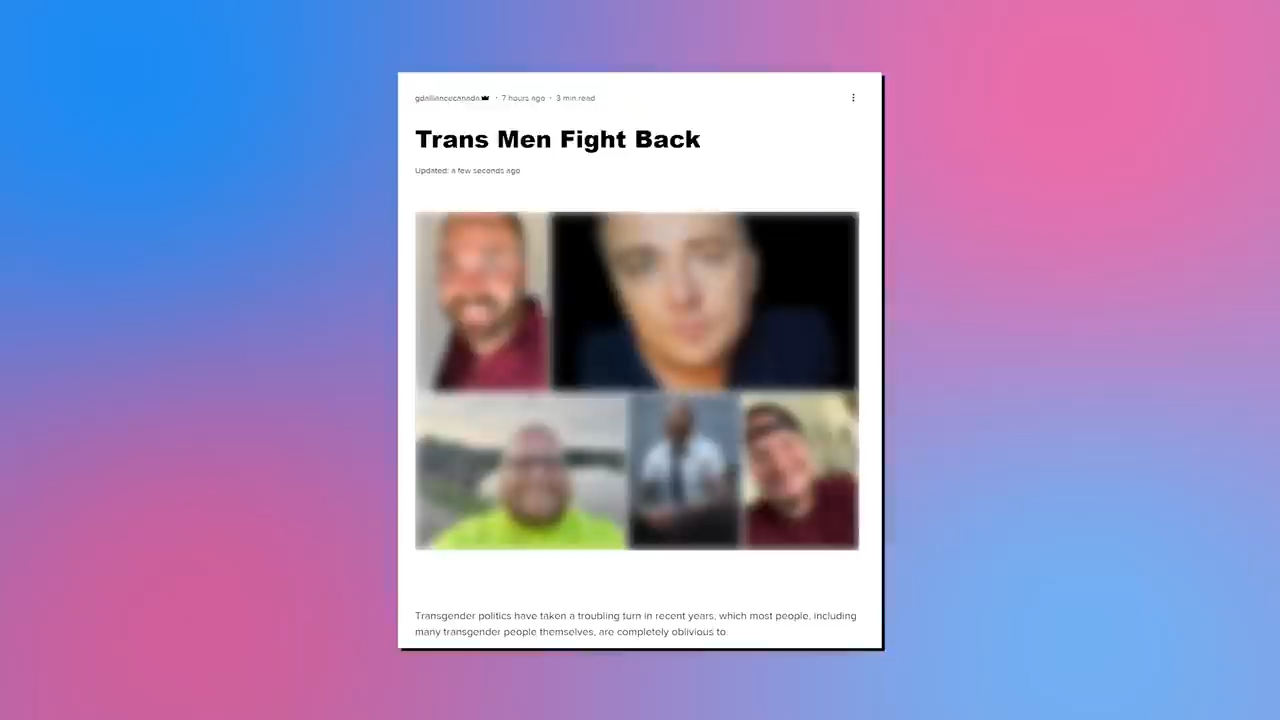 gdalliancecanada · 7 hours ago · 3 min read
Trans Men Fight Back
Updated: a few seconds ago
Transgender politics have taken a troubling turn in recent years, which most people, including
many transgender people themselves, are completely oblivious to.